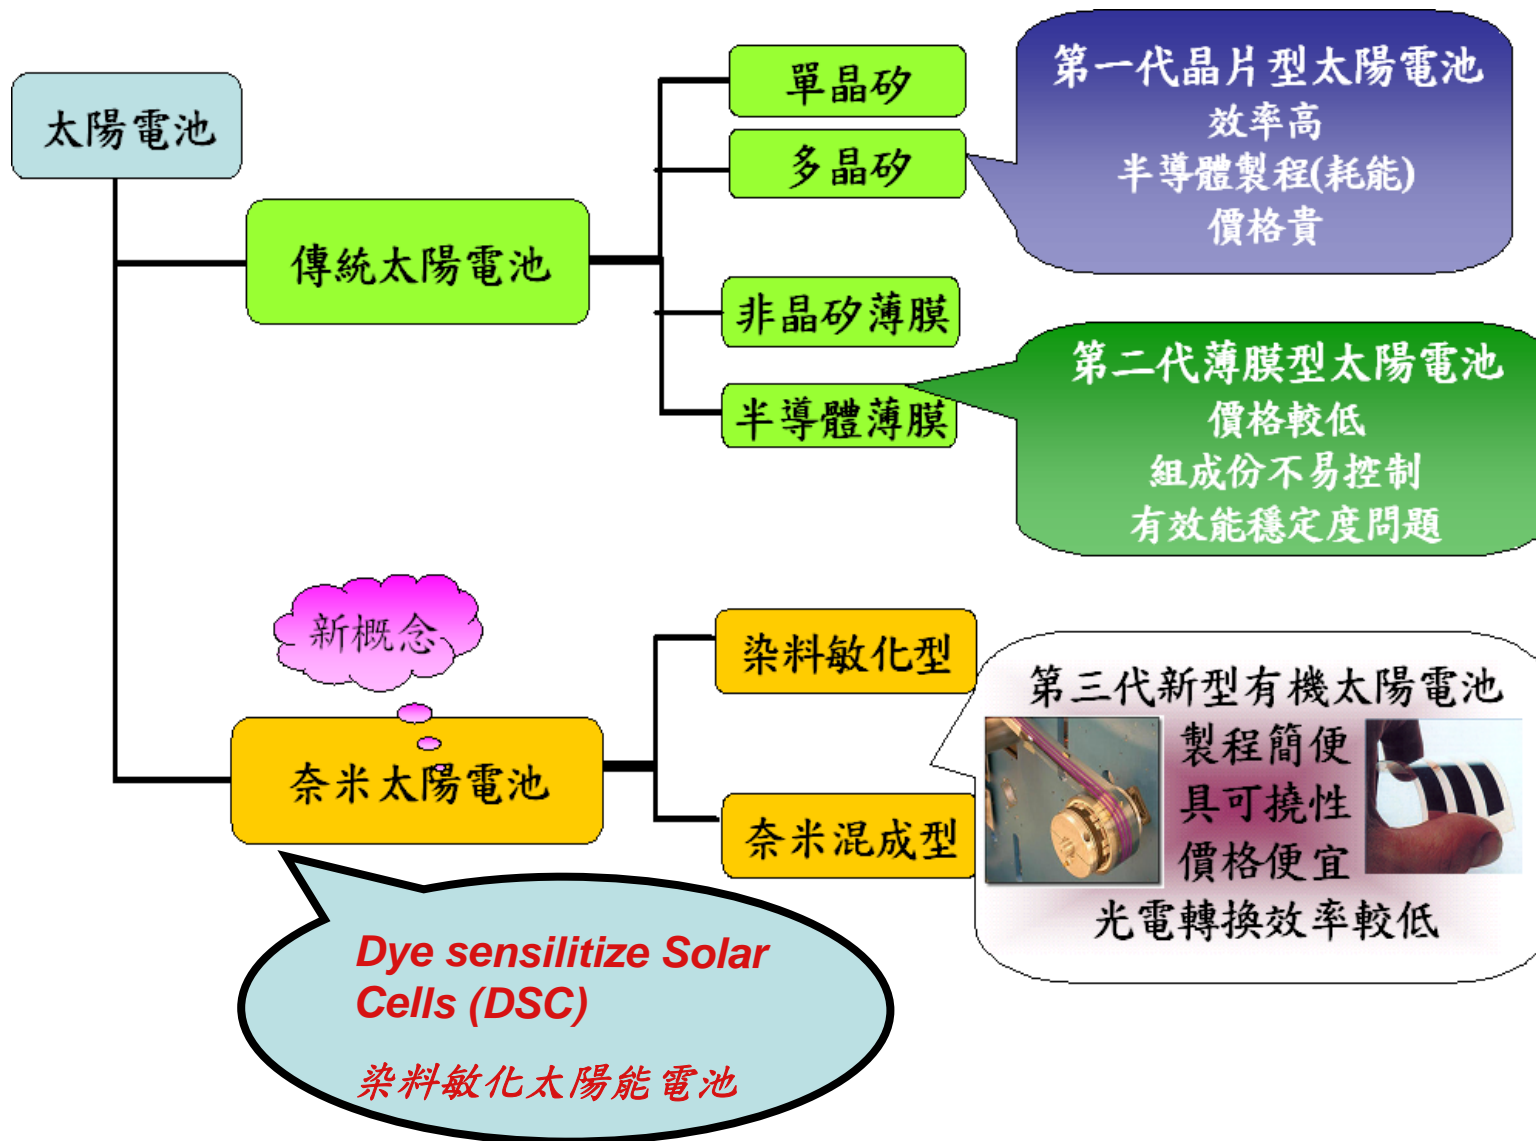 太陽電池
傳統太陽電池
單晶矽
多晶矽
第一代晶片型太陽電池
效率高
半導體製程(耗能)
價格貴
非晶矽薄膜
半導體薄膜
第二代薄膜型太陽電池
價格較低
組成份不易控制
有效能穩定度問題
新概念
奈米太陽電池
染料敏化型
奈米混成型
第三代新型有機太陽電池
製程簡便
具可撓性
價格便宜
光電轉換效率較低
Dye sensilitize Solar
Cells (DSC)
染料敏化太陽能電池